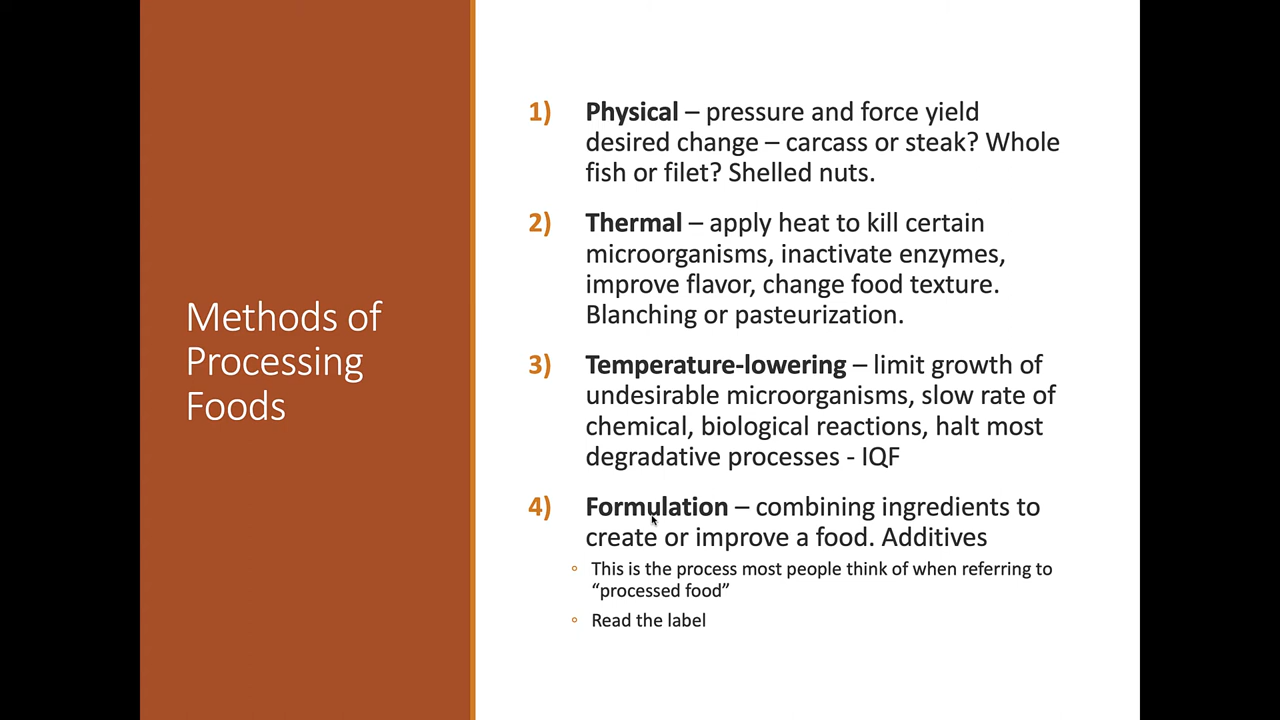 Methods of
Processing
Foods
1) Physical – pressure and force yield
desired change – carcass or steak? Whole
fish or filet? Shelled nuts.
2) Thermal – apply heat to kill certain
microorganisms, inactivate enzymes,
improve flavor, change food texture.
Blanching or pasteurization.
3) Temperature-lowering – limit growth of
undesirable microorganisms, slow rate of
chemical, biological reactions, halt most
degradative processes - IQF
4) Formulation – combining ingredients to
create or improve a food. Additives
◦ This is the process most people think of when referring to
“processed food”
◦ Read the label